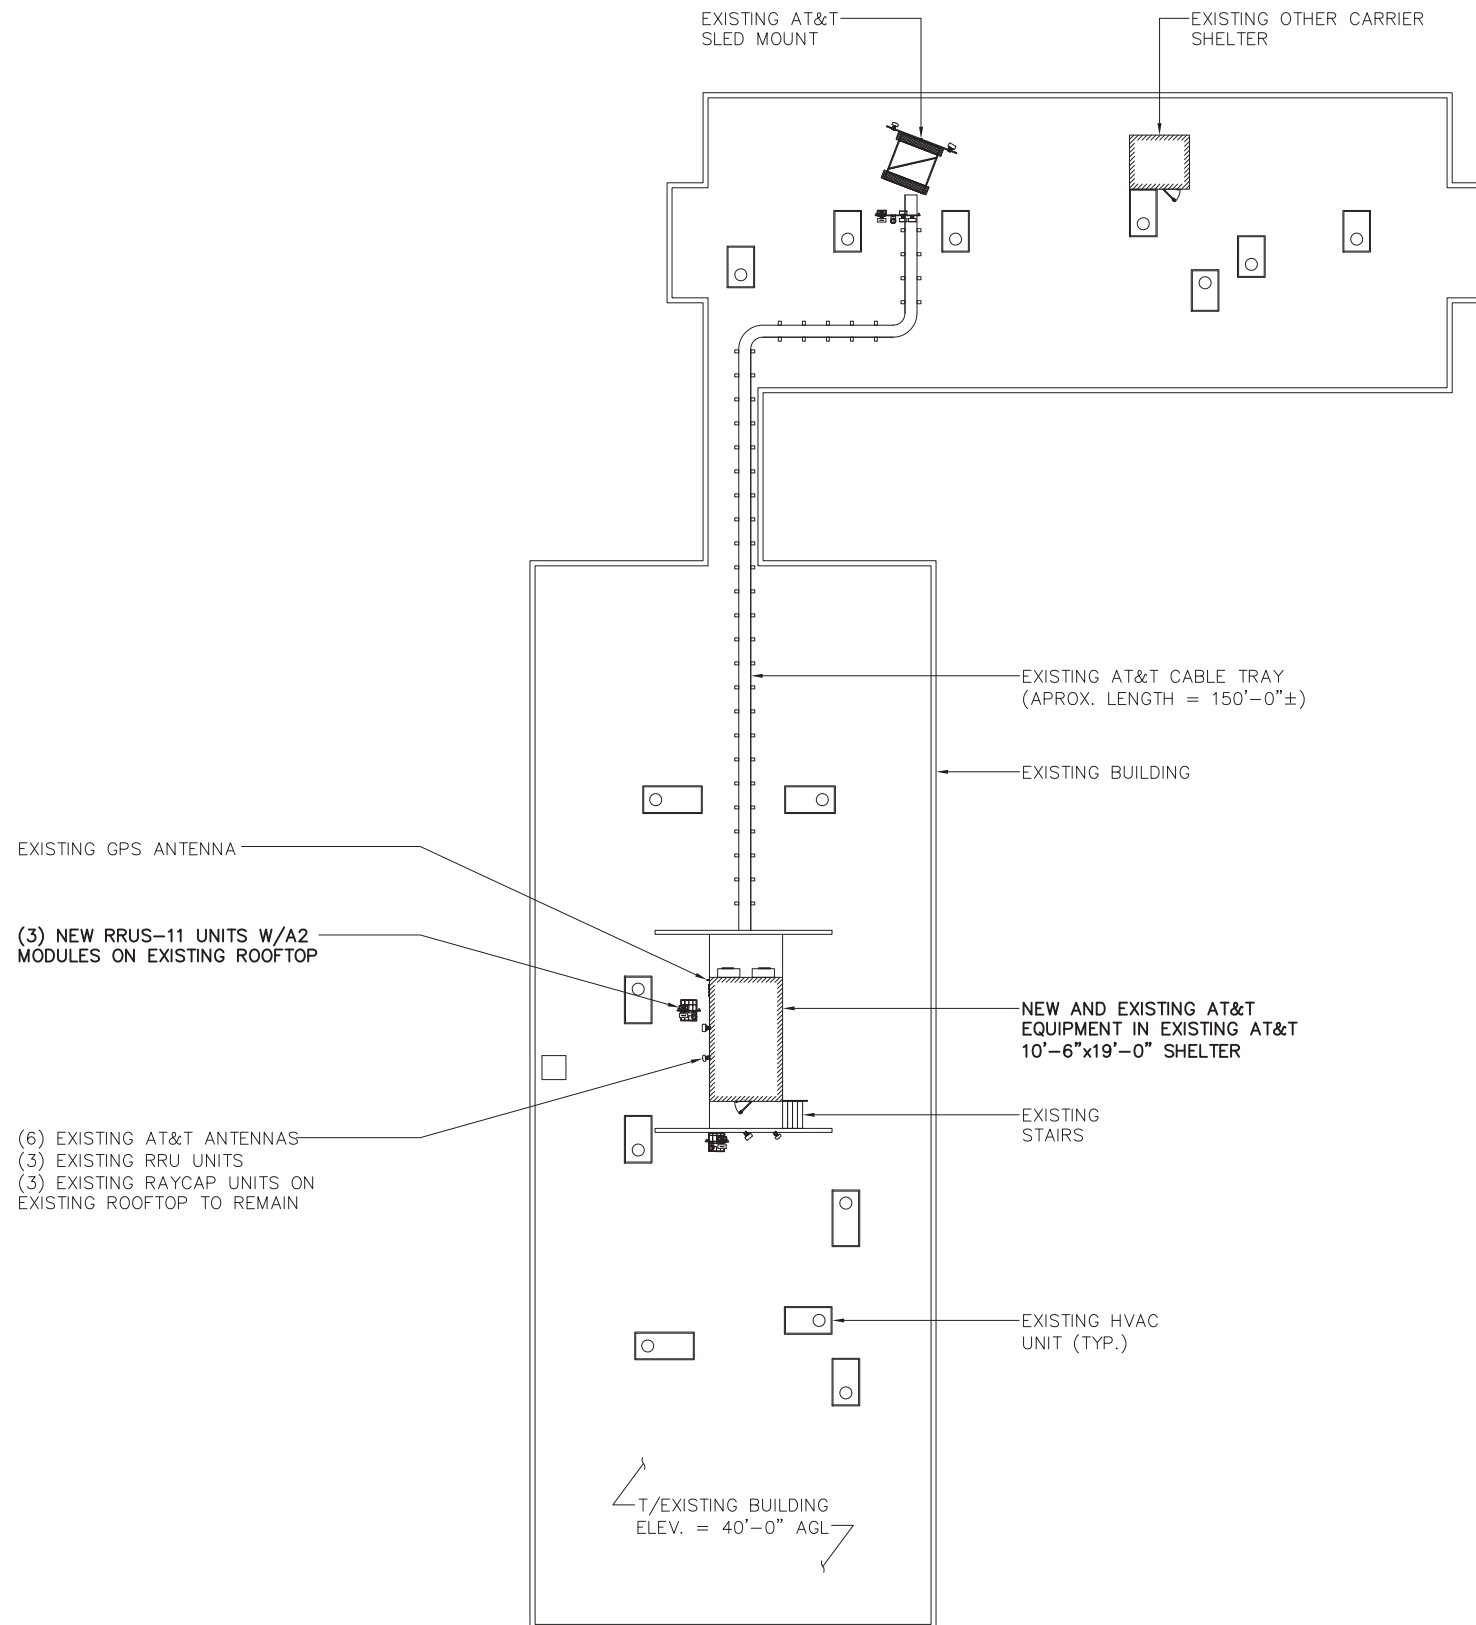 EXISTING AT&T
SLED MOUNT
EXISTING OTHER CARRIER
SHELTER
EXISTING AT&T CABLE TRAY
(APROX. LENGTH = 150'-0"±)
EXISTING BUILDING
EXISTING GPS ANTENNA
(3) NEW RRUS-11 UNITS W/A2
MODULES ON EXISTING ROOFTOP
NEW AND EXISTING AT&T
EQUIPMENT IN EXISTING AT&T
10'-6"x19'-0" SHELTER
EXISTING
STAIRS
(6) EXISTING AT&T ANTENNAS
(3) EXISTING RRU UNITS
(3) EXISTING RAYCAP UNITS ON
EXISTING ROOFTOP TO REMAIN
EXISTING HVAC
UNIT (TYP.)
T/EXISTING BUILDING
ELEV. = 40'-0" AGL